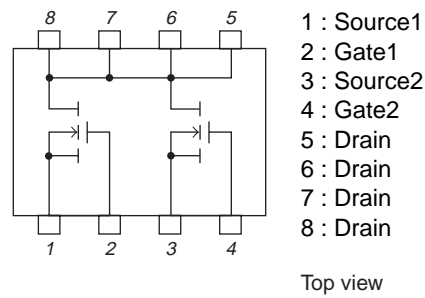 8 7 6 5
1 2 3 4
1 : Source1
2 : Gate1
3 : Source2
4 : Gate2
5 : Drain
6 : Drain
7 : Drain
8 : Drain
Top view